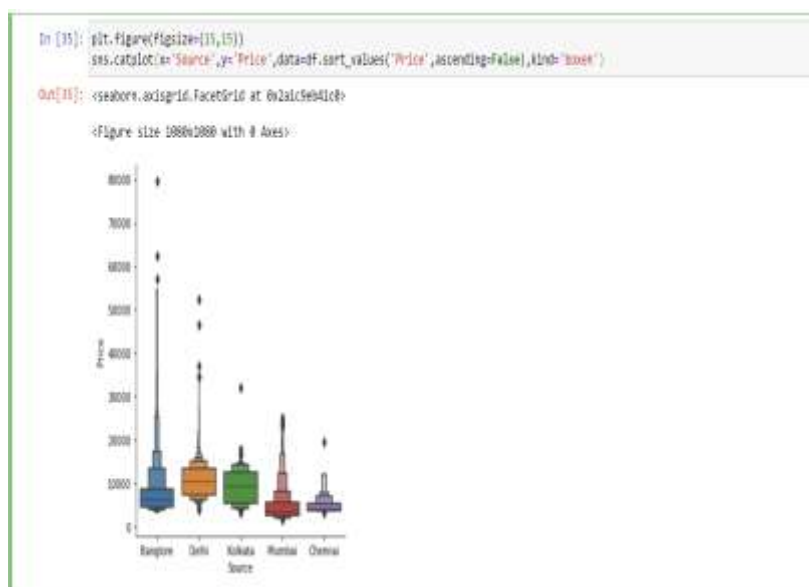 In [35]: plt.figure(figsize=(15,15))
sns.catplot(x='Source',y='Price',data=df.sort_values('Price',ascending=False),kind='boxen')
Out[35]: <seaborn.axisgrid.FacetGrid at
<Figure size 1080x1080 with 0 Axes>
80000
70000
60000
50000
40000
30000
20000
10000
0
Price
Banglore Delhi Kolkata Mumbai Chennai
Source